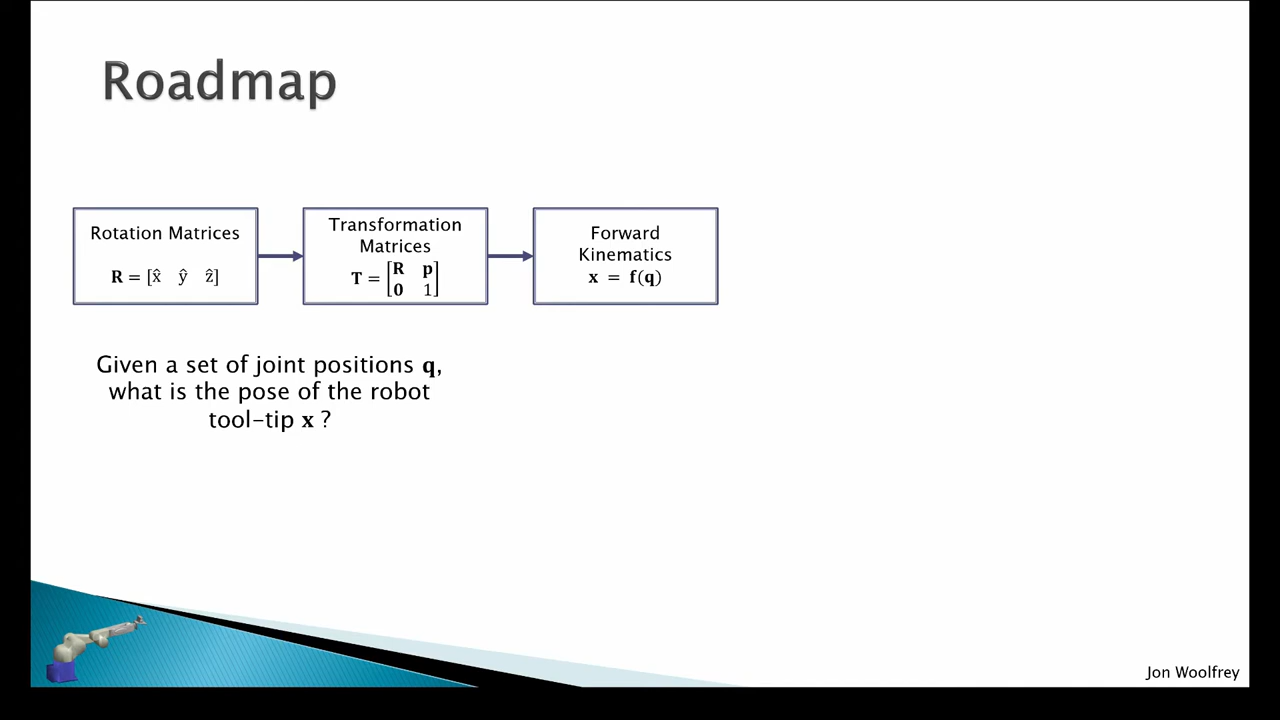 Roadmap
Rotation Matrices
R = [x̂ ŷ ẑ]
Transformation
Matrices
T = [R p
0 1]
Forward
Kinematics
x = f(q)
Given a set of joint positions q,
what is the pose of the robot
tool-tip x ?
Jon Woolfrey